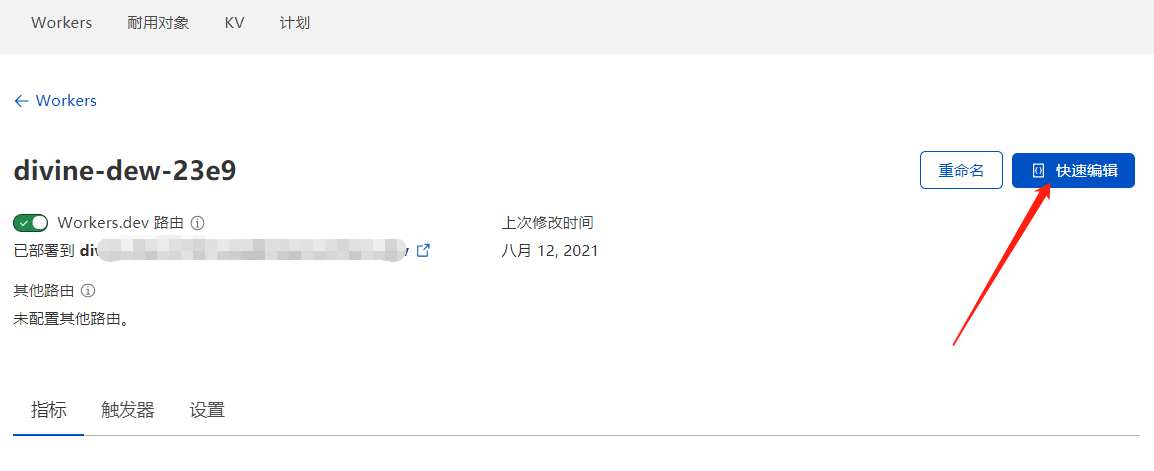 Workers 耐用对象 KV 计划
← Workers
divine-dew-23e9
重命名 快速编辑
Workers.dev 路由 上次修改时间
已部署到 八月 12, 2021
其他路由
未配置其他路由。
指标 触发器 设置